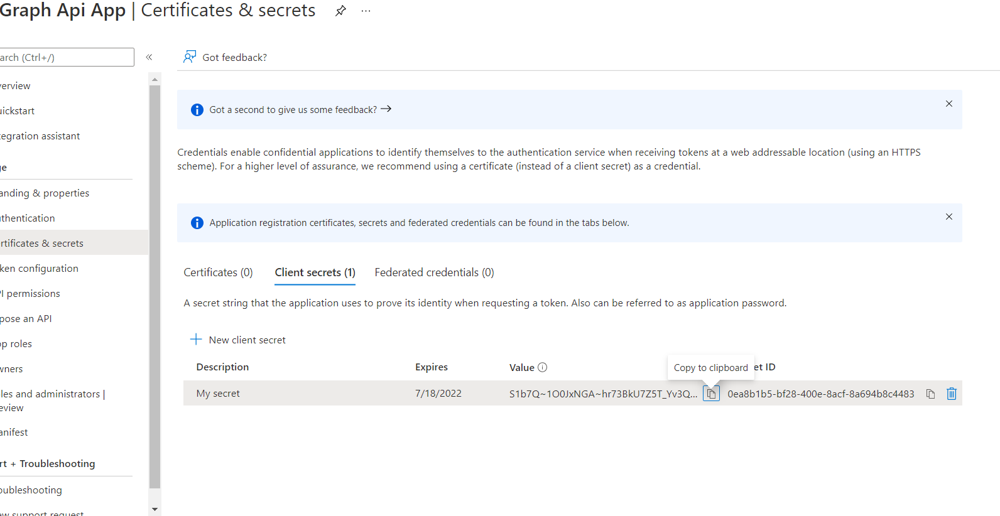 Graph Api App | Certificates & secrets
arch (Ctrl+/)
Got feedback?
verview
uickstart
tegration assistant
ge
anding & properties
uthentication
rtificates & secrets
ken configuration
PI permissions
pose an API
pp roles
wners
les and administrators |
eview
anifest
rt + Troubleshooting
oubleshooting
ew support request
Got a second to give us some feedback?
Credentials enable confidential applications to identify themselves to the authentication service when receiving tokens at a web addressable location (using an HTTPS
scheme). For a higher level of assurance, we recommend using a certificate (instead of a client secret) as a credential.
Application registration certificates, secrets and federated credentials can be found in the tabs below.
Certificates (0) Client secrets (1) Federated credentials (0)
A secret string that the application uses to prove its identity when requesting a token. Also can be referred to as application password.
New client secret
Description Expires Value Copy to clipboard et ID
My secret 7/18/2022 S1b7Q~1O0JxNGA~hr73BkU7Z5T_Yv3Q... 0ea8b1b5-bf28-400e-8acf-8a694b8c4483